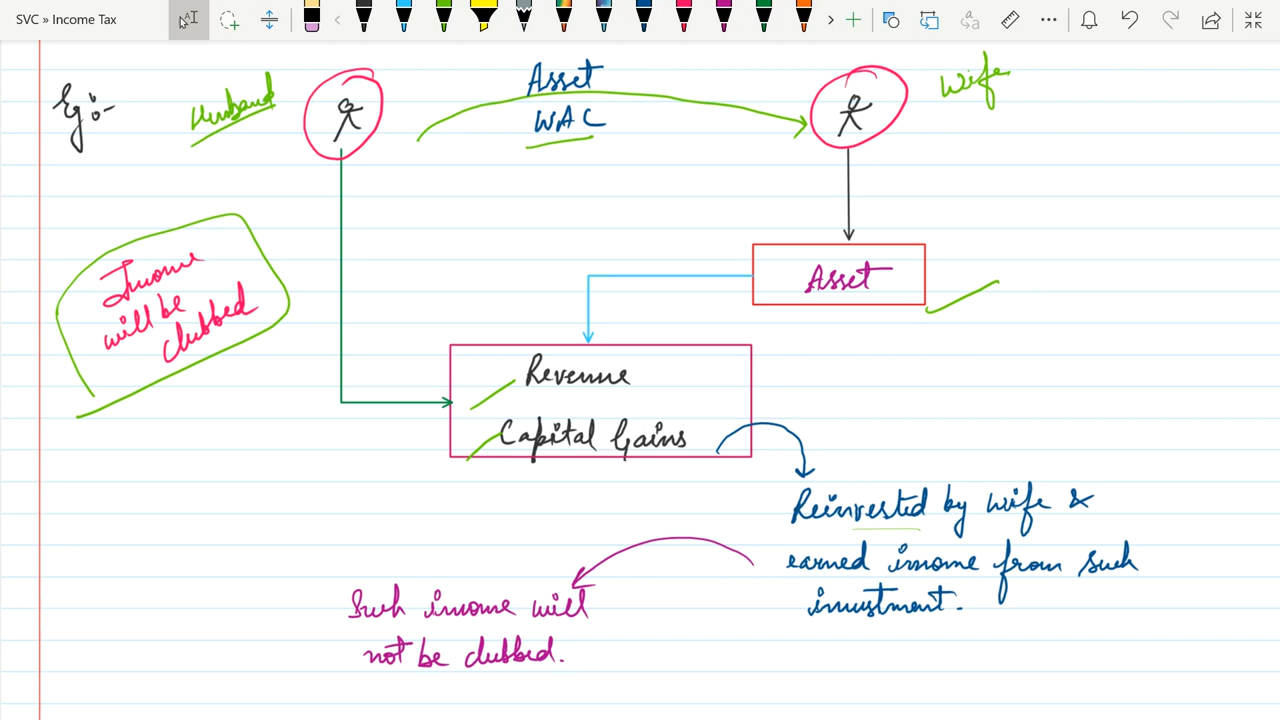 SVC » Income Tax
Eg:-
Husband
Asset
WAC
Wife
Income
will be
clubbed
Asset
Revenue
Capital Gains
Reinvested by wife &
earned income from such
investment.
Such income will
not be clubbed.